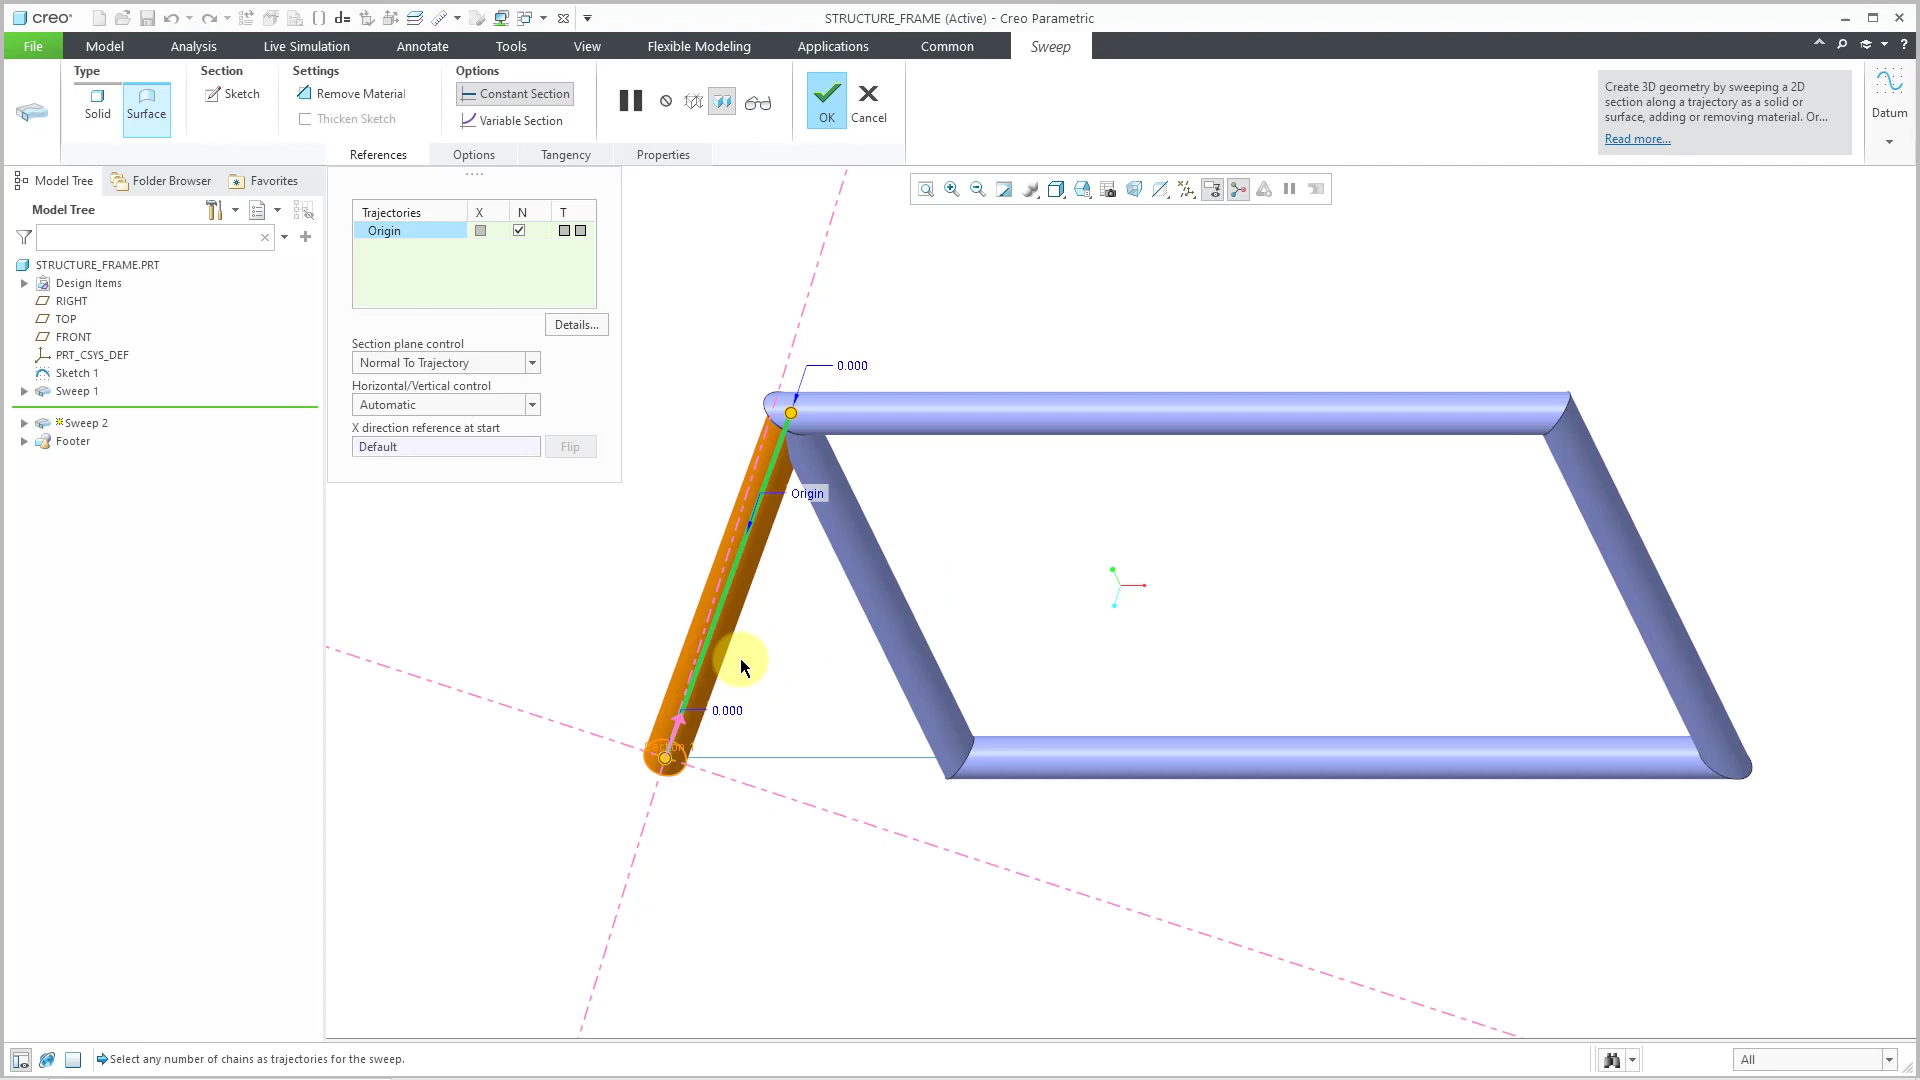 creo®
d=
STRUCTURE_FRAME (Active) - Creo Parametric
File
Model
Analysis
Live Simulation
Annotate
Tools
View
Flexible Modeling
Applications
Common
Sweep
Type
Solid
Surface
Section
Sketch
Settings
Remove Material
Thicken Sketch
Options
Constant Section
Variable Section
OK
Cancel
Create 3D geometry by sweeping a 2D
section along a trajectory as a solid or
surface, adding or removing material. Or...
Read more...
Datum
References
Options
Tangency
Properties
Model Tree
Folder Browser
Favorites
Model Tree
STRUCTURE_FRAME.PRT
Design Items
RIGHT
TOP
FRONT
PRT_CSYS_DEF
Sketch 1
Sweep 1
Sweep 2
Footer
Trajectories X N T
Origin
Details...
Section plane control
Normal To Trajectory
Horizontal/Vertical control
Automatic
X direction reference at start
Default
Flip
0.000
Origin
0.000
Section 1
Select any number of chains as trajectories for the sweep.
All